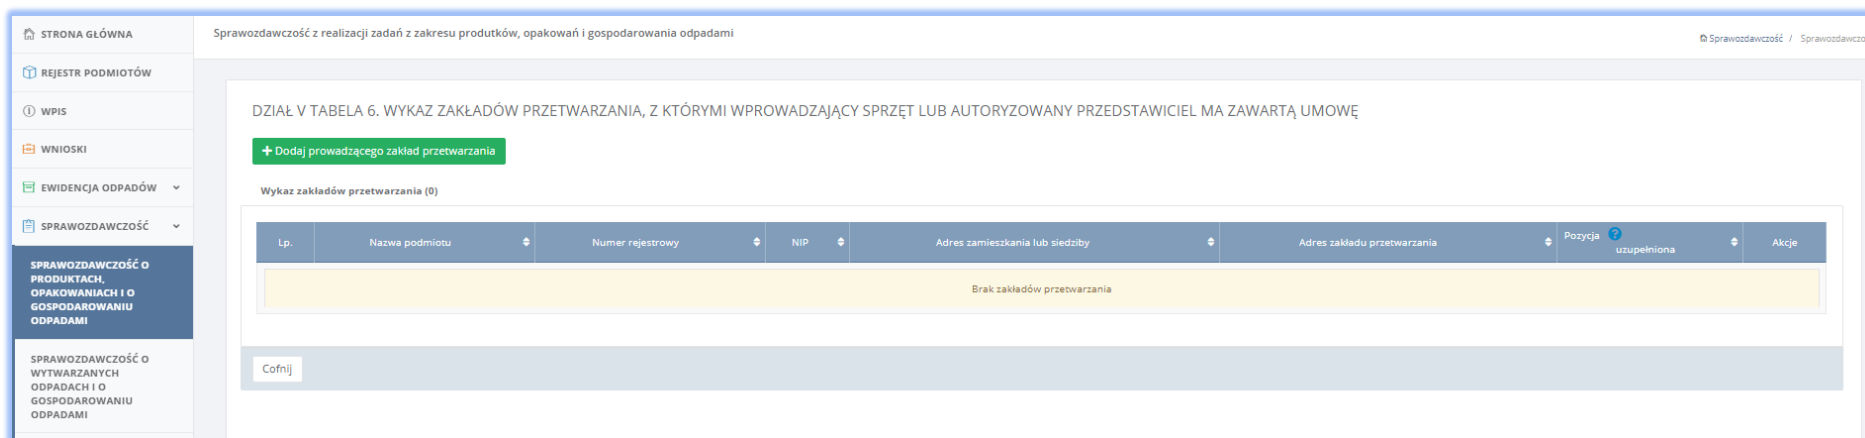 STRONA GŁÓWNA
REJESTR PODMIOTÓW
WPIS
WNIOSKI
EWIDENCJA ODPADÓW
SPRAWOZDAWCZOŚĆ
SPRAWOZDAWCZOŚĆ O
PRODUKTACH,
OPAKOWANIACH I O
GOSPODAROWANIU
ODPADAMI
SPRAWOZDAWCZOŚĆ O
WYTWARZANYCH
ODPADACH I O
GOSPODAROWANIU
ODPADAMI
Sprawozdawczość z realizacji zadań z zakresu produtków, opakowań i gospodarowania odpadami
Sprawozdawczość / Sprawozdawczo
DZIAŁ V TABELA 6. WYKAZ ZAKŁADÓW PRZETWARZANIA, Z KTÓRYMI WPROWADZAJĄCY SPRZĘT LUB AUTORYZOWANY PRZEDSTAWICIEL MA ZAWARTĄ UMOWĘ
+ Dodaj prowadzącego zakład przetwarzania
Wykaz zakładów przetwarzania (0)
Lp. Nazwa podmiotu Numer rejestrowy NIP Adres zamieszkania lub siedziby Adres zakładu przetwarzania Pozycja ? uzupełniona Akcje
Brak zakładów przetwarzania
Cofnij